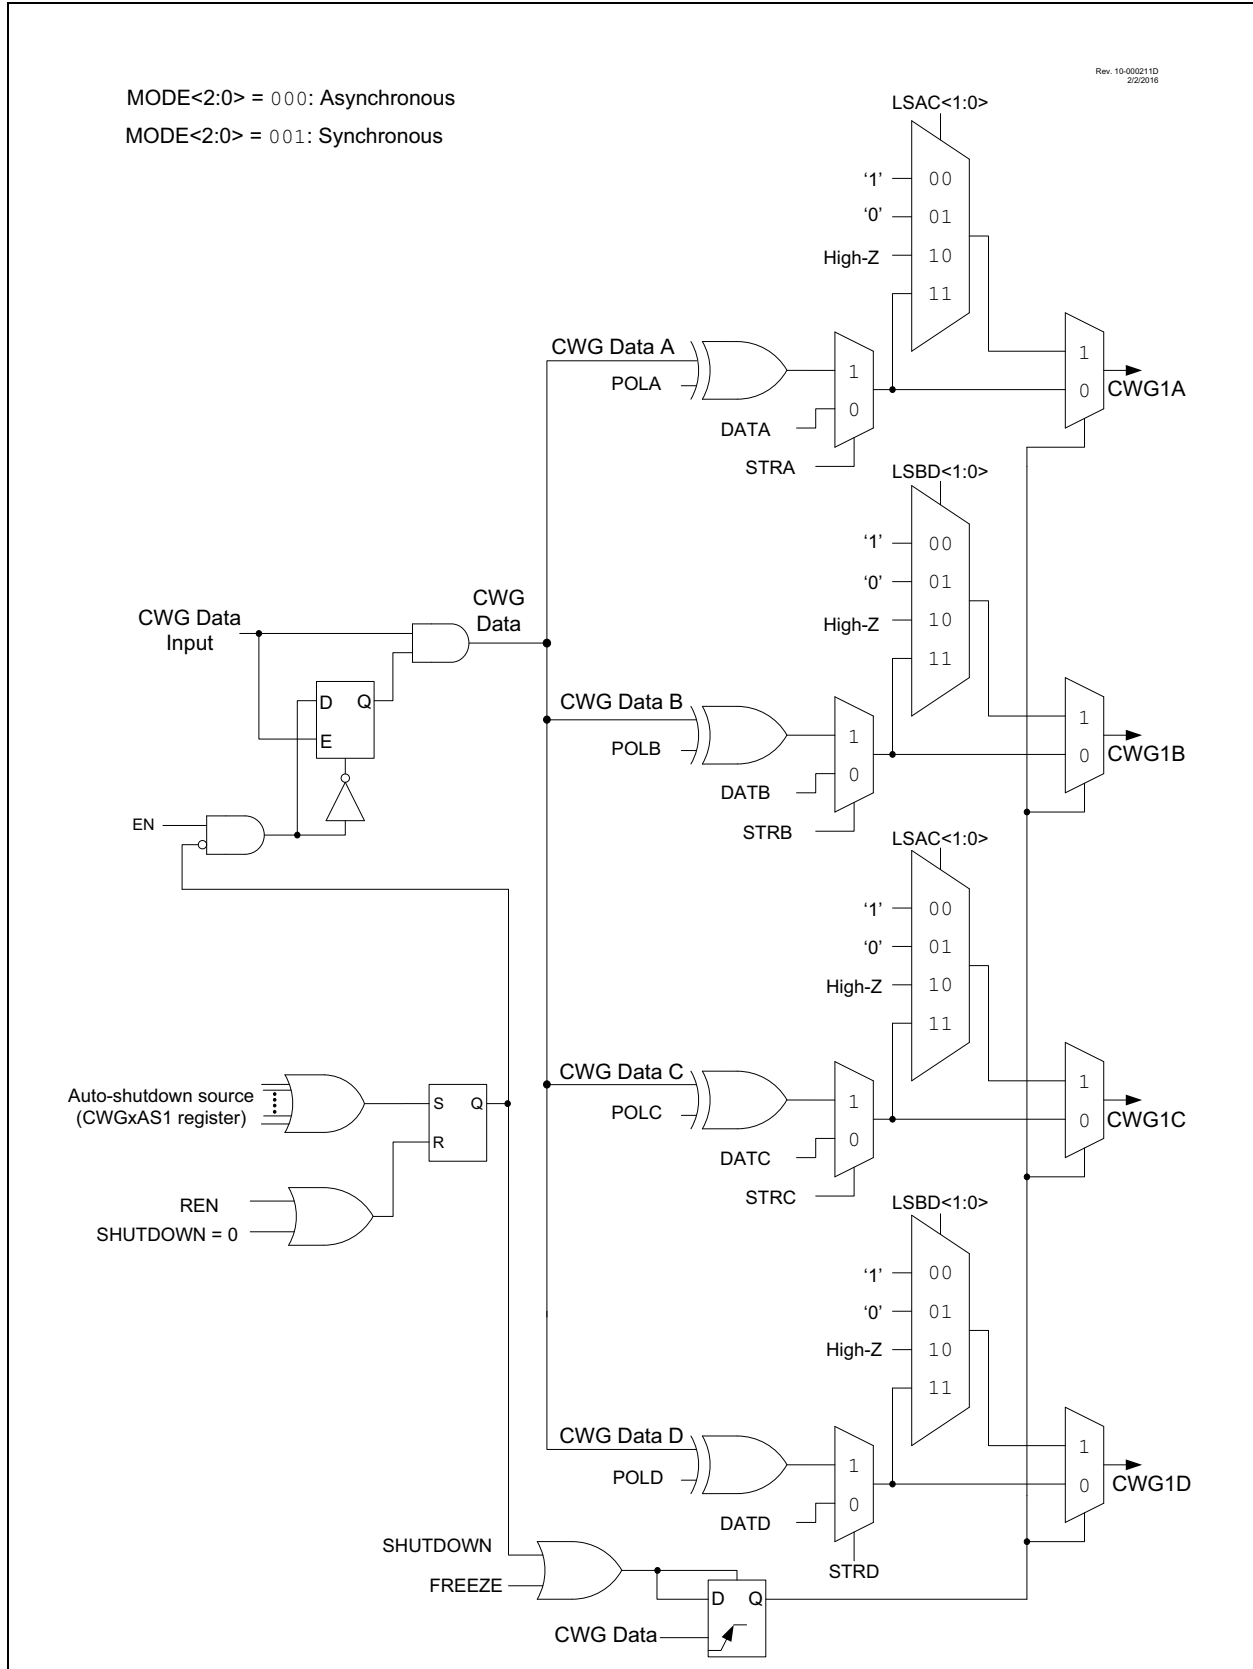 Rev. 10-000211D
2/2/2016
MODE<2:0> = 000: Asynchronous
MODE<2:0> = 001: Synchronous
LSAC<1:0>
'1'
00
'0'
01
High-Z
10
11
CWG Data A
POLA
1
0
DATA
STRA
1
0
CWG1A
LSBD<1:0>
'1'
00
'0'
01
High-Z
10
11
CWG Data
Input
CWG
Data
D
Q
E
EN
CWG Data B
POLB
1
0
DATB
STRB
1
0
CWG1B
LSAC<1:0>
'1'
00
'0'
01
High-Z
10
11
CWG Data C
POLC
1
0
DATC
STRC
1
0
CWG1C
Auto-shutdown source
(CWGxAS1 register)
S
Q
R
REN
SHUTDOWN = 0
LSBD<1:0>
'1'
00
'0'
01
High-Z
10
11
CWG Data D
POLD
1
0
DATD
STRD
1
0
CWG1D
SHUTDOWN
FREEZE
D
Q
CWG Data